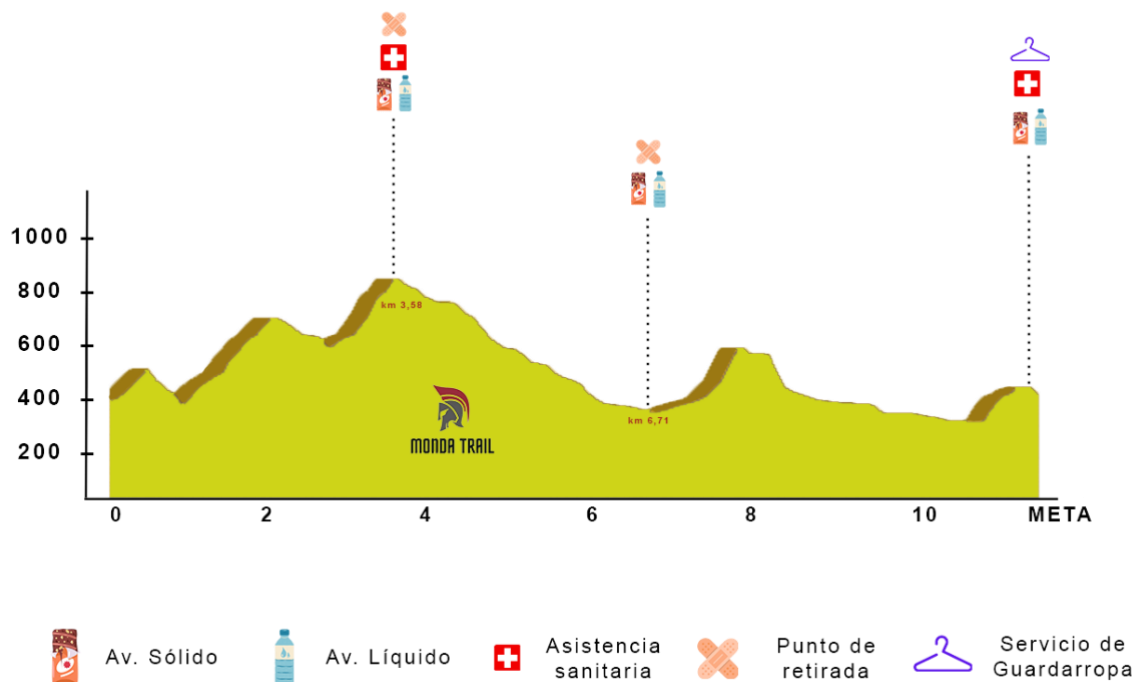 1000
800
600
400
200
km 3,58
km 6,71
MONDA TRAIL
0 2 4 6 8 10 META
Av. Sólido
Av. Líquido
Asistencia
sanitaria
Punto de
retirada
Servicio de
Guardarropa